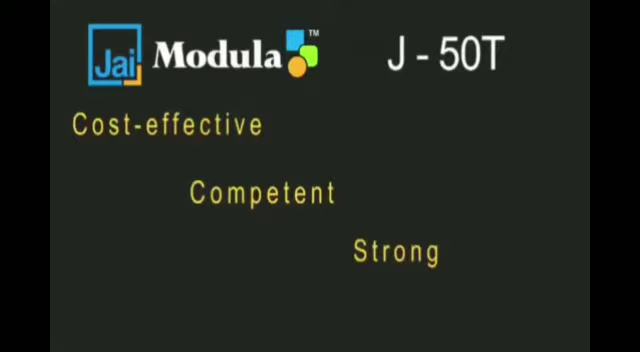 Jai Modula™ J - 50T
Cost-effective
Competent
Strong